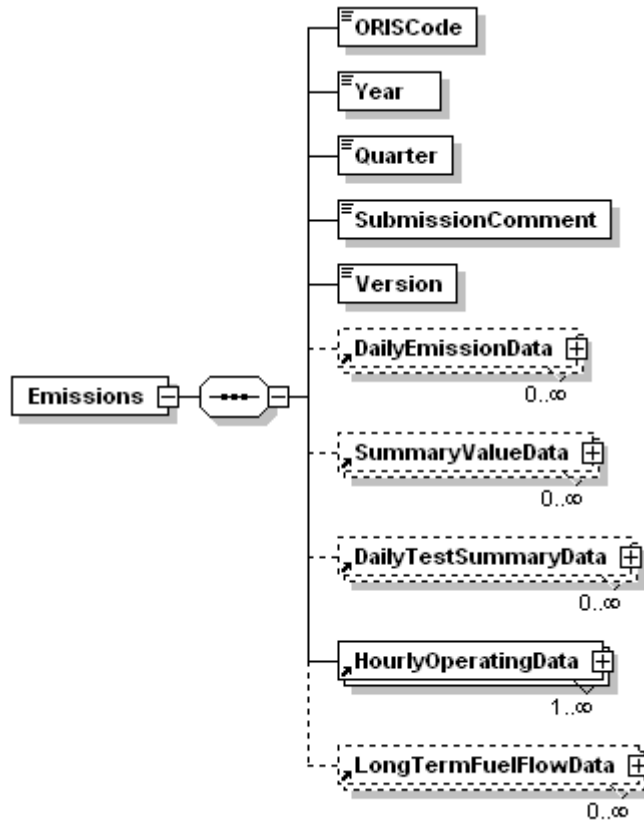 ORISCode
Year
Quarter
SubmissionComment
Version
DailyEmissionData
0..∞
Emissions
SummaryValueData
0..∞
DailyTestSummaryData
0..∞
HourlyOperatingData
1..∞
LongTermFuelFlowData
0..∞